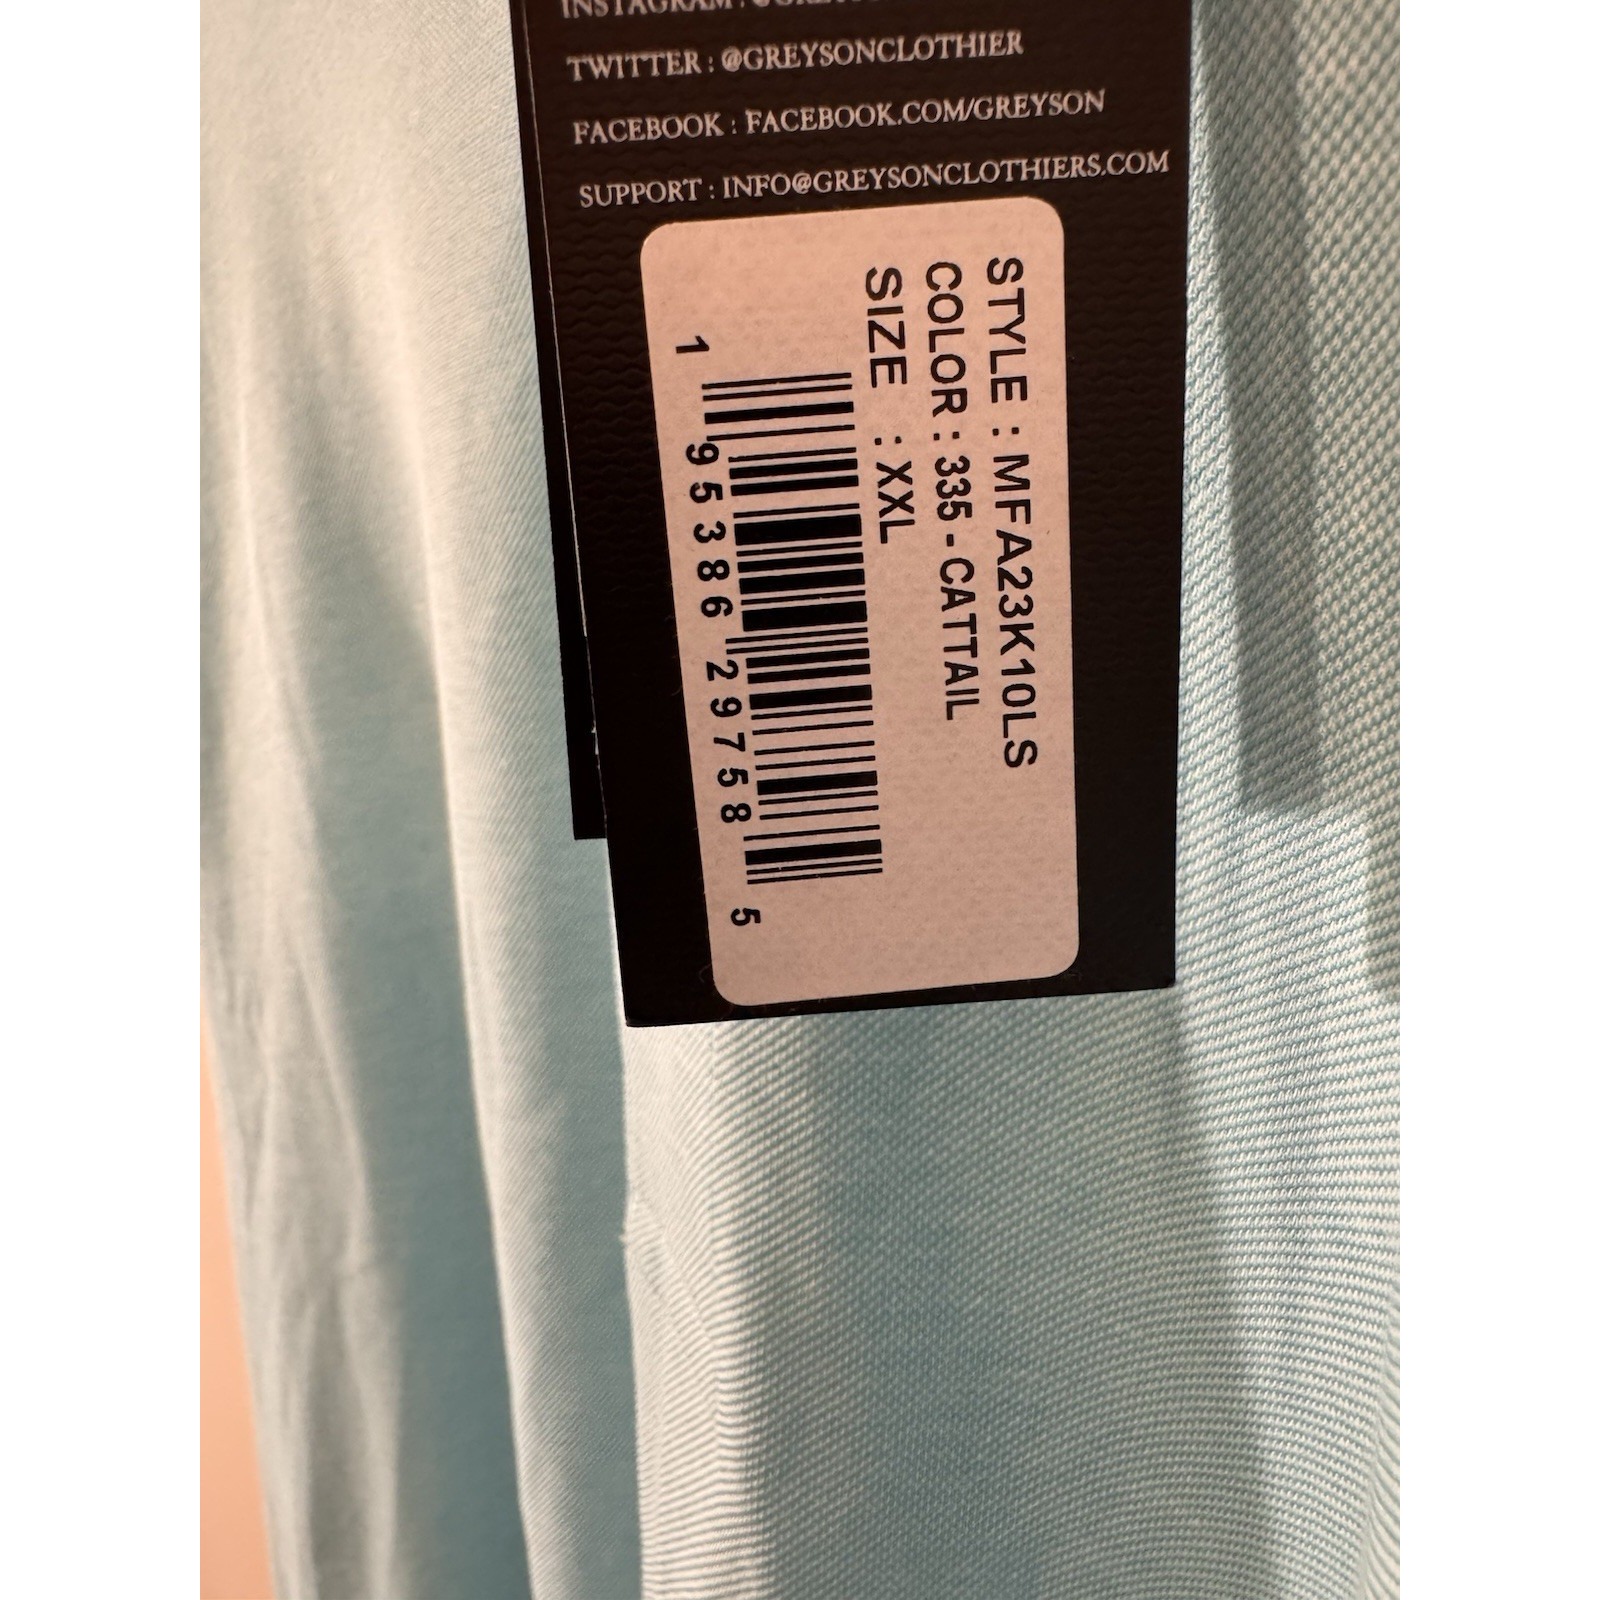 INSTAGRAM :
TWITTER : @GREYSONCLOTHIER
FACEBOOK : FACEBOOK.COM/GREYSON
SUPPORT : INFO@GREYSONCLOTHIERS.COM
STYLE : MFA23K10LS
COLOR : 335 - CATTAIL
SIZE : XXL
1 95386 29758 5